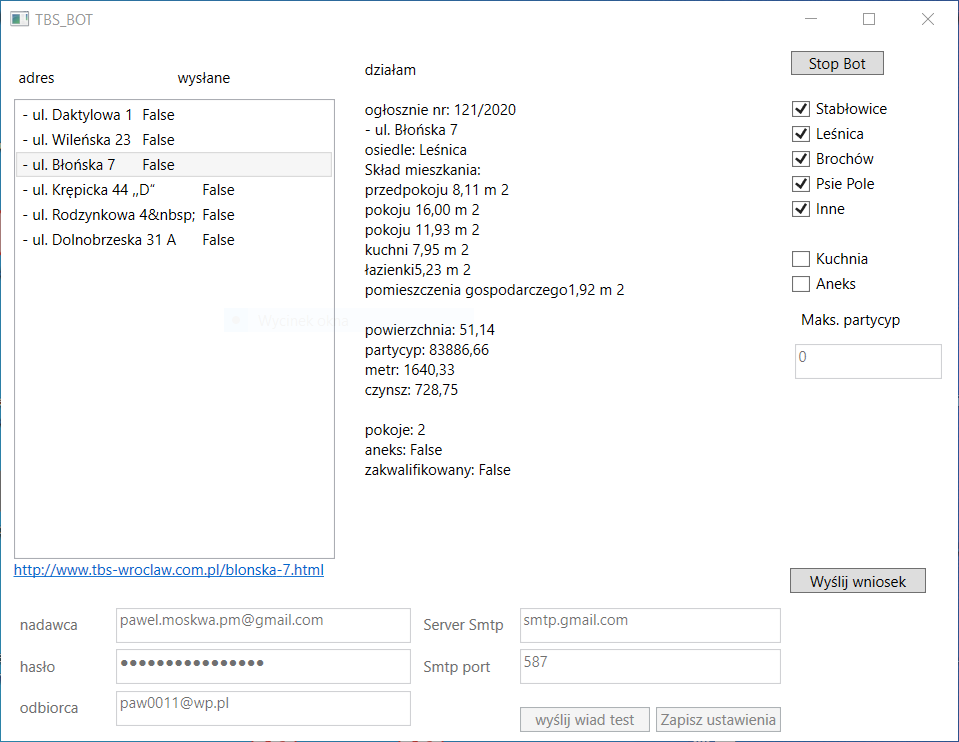 TBS_BOT
adres wysłane
- ul. Daktylowa 1 False
- ul. Wileńska 23 False
- ul. Błońska 7 False
- ul. Krępicka 44 ,,D" False
- ul. Rodzynkowa 4&nbsp; False
- ul. Dolnobrzeska 31 A False
Wycinek okna
http://www.tbs-wroclaw.com.pl/blonska-7.html
działam
ogłosznie nr: 121/2020
- ul. Błońska 7
osiedle: Leśnica
Skład mieszkania:
przedpokoju 8,11 m 2
pokoju 16,00 m 2
pokoju 11,93 m 2
kuchni 7,95 m 2
łazienki5,23 m 2
pomieszczenia gospodarczego1,92 m 2
powierzchnia: 51,14
partycyp: 83886,66
metr: 1640,33
czynsz: 728,75
pokoje: 2
aneks: False
zakwalifikowany: False
Stop Bot
Stabłowice
Leśnica
Brochów
Psie Pole
Inne
Kuchnia
Aneks
Maks. partycyp
0
Wyślij wniosek
nadawca pawel.moskwa.pm@gmail.com
hasło ●●●●●●●●●●●●●●●●
odbiorca paw0011@wp.pl
Server Smtp smtp.gmail.com
Smtp port 587
wyślij wiad test Zapisz ustawienia